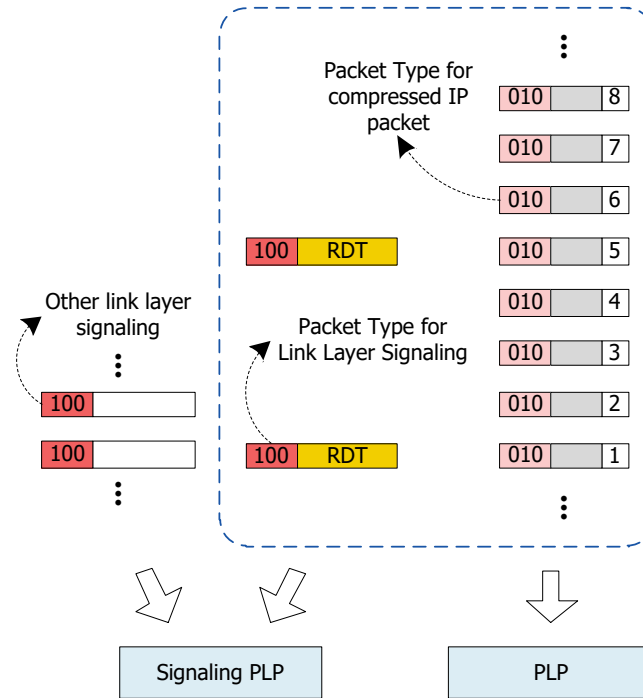 Packet Type for
compressed IP
packet
010 8
010 7
010 6
100 RDT 010 5
Other link layer
signaling
Packet Type for
Link Layer Signaling
010 4
010 3
100
010 2
100
100 RDT
010 1
Signaling PLP
PLP